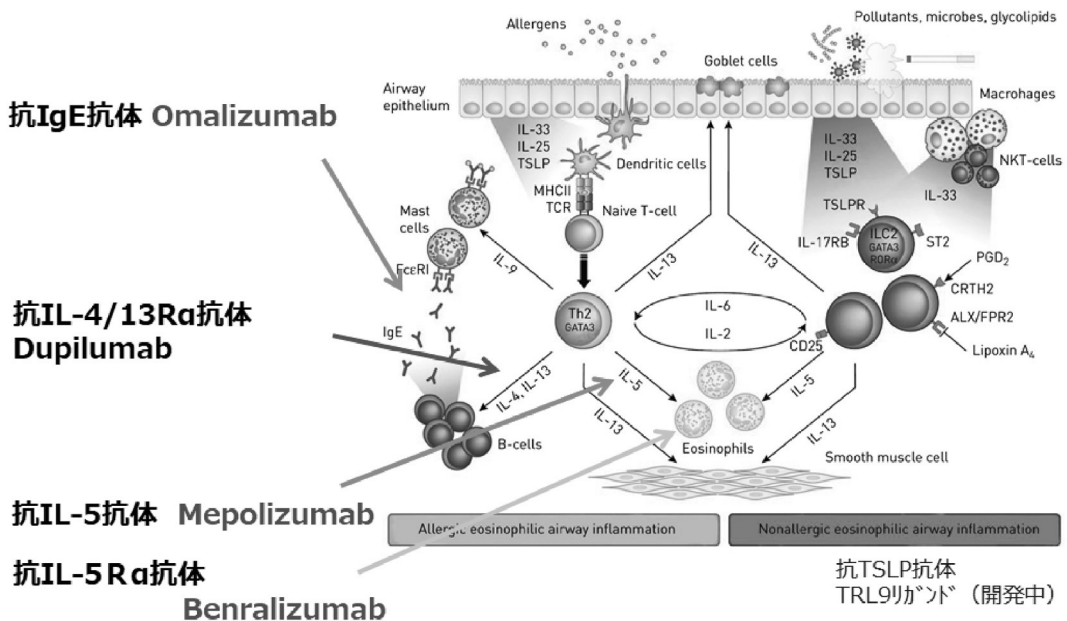 Allergens
Pollutants, microbes, glycolipids
Goblet cells
Airway
epithelium
Macrohages
抗IgE抗体 Omalizumab
IL-33
IL-25
TSLP
Dendritic cells
IL-33
IL-25
TSLP
NKT-cells
IL-33
MHCII
TCR
Naive T-cell
TSLPR
Mast
cells
IL-17RB
ILC2
GATA3
RORα
ST2
FcεRI
IL-9
IL-13
IL-13
PGD2
CRTH2
抗IL-4/13Rα抗体
Dupilumab
IgE
Th2
GATA3
IL-6
IL-2
CD25
ALX/FPR2
Lipoxin A4
IL-4, IL-13
IL-5
IL-5
B-cells
IL-13
Eosinophils
IL-13
Smooth muscle cell
抗IL-5抗体 Mepolizumab
Allergic eosinophilic airway inflammation
Nonallergic eosinophilic airway inflammation
抗IL-5Rα抗体
Benralizumab
抗TSLP抗体
TRL9ﾘｶﾞﾝﾄﾞ（開発中）